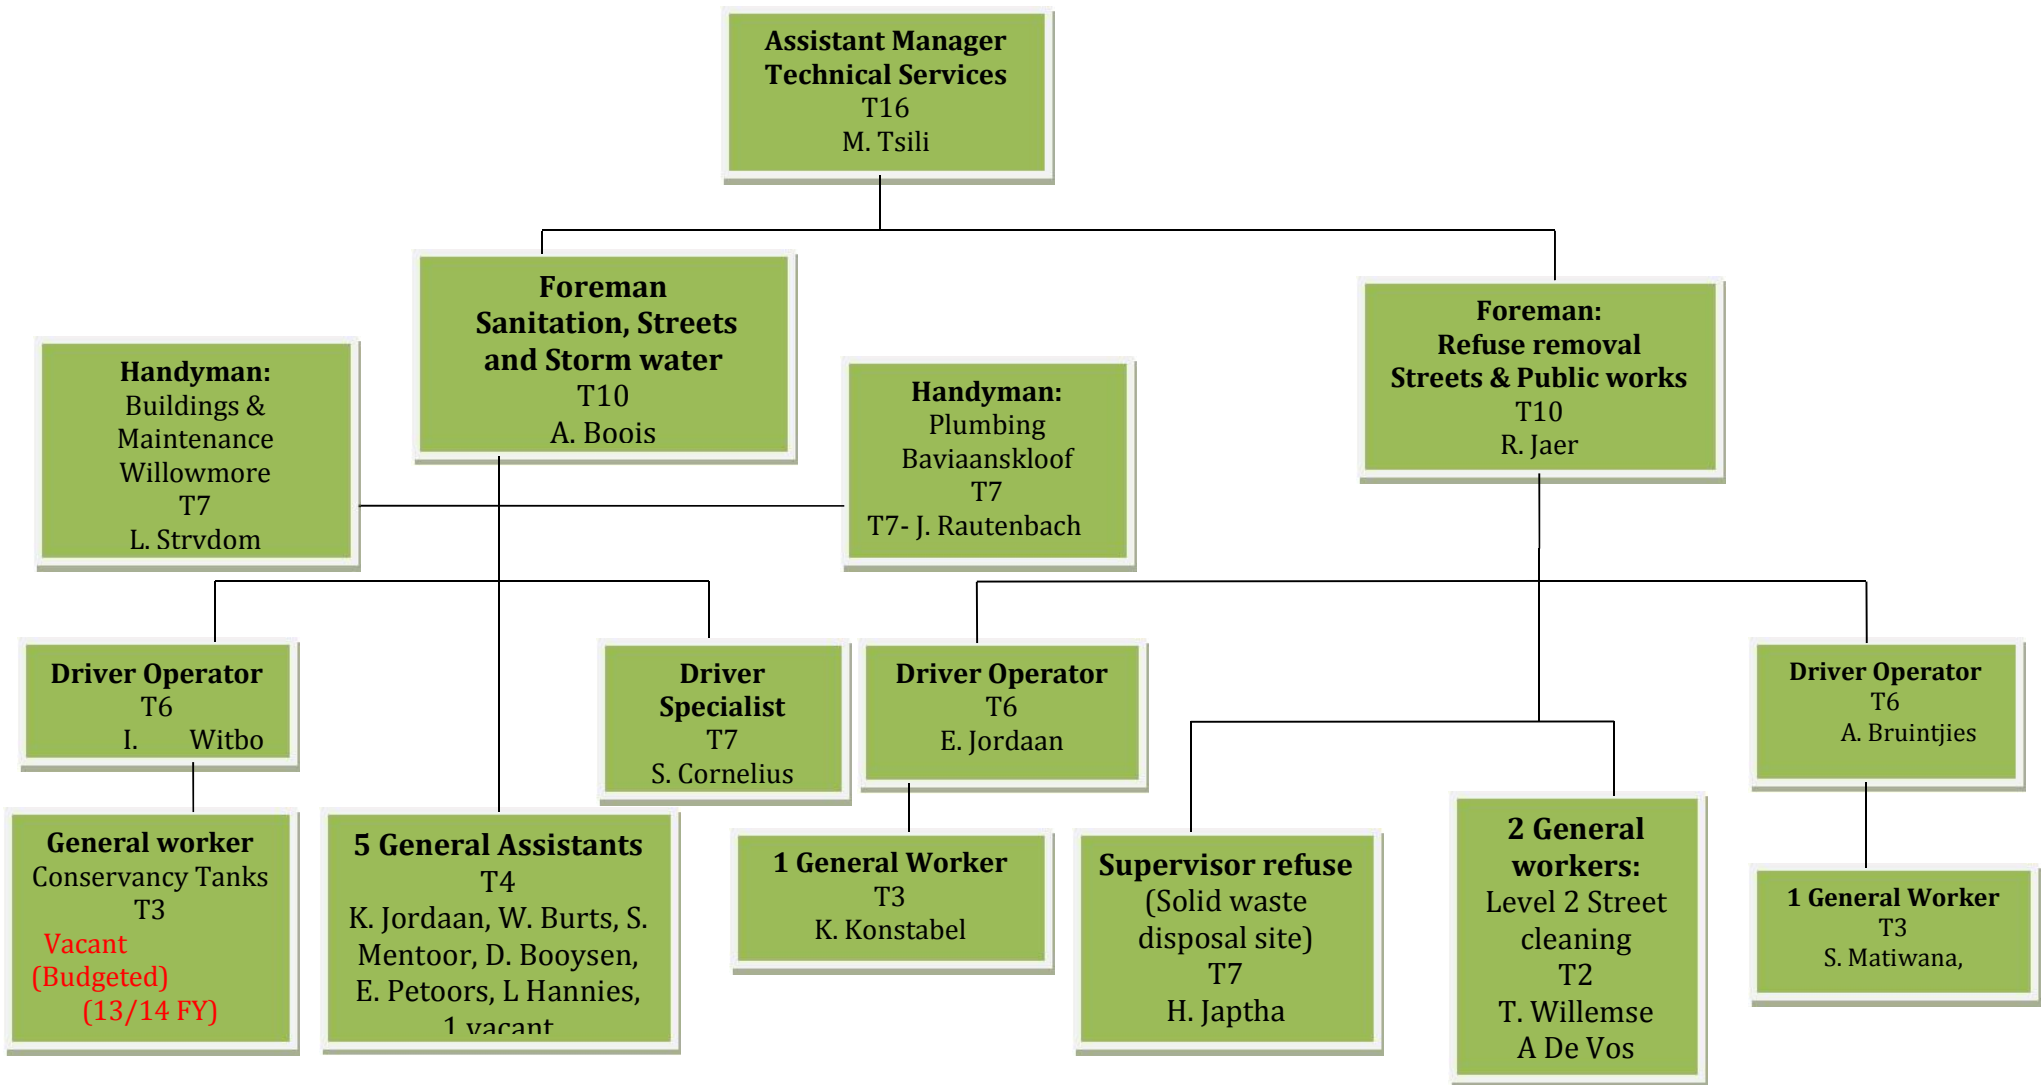 Assistant Manager
Technical Services
T16
M. Tsili
Foreman
Sanitation, Streets
and Storm water
T10
A. Boois
Foreman:
Refuse removal
Streets & Public works
T10
R. Jaer
Handyman:
Buildings &
Maintenance
Willowmore
T7
L. Strydom
Handyman:
Plumbing
Baviaanskloof
T7
T7- J. Rautenbach
Driver Operator
T6
I. Witbo
Driver
Specialist
T7
S. Cornelius
Driver Operator
T6
E. Jordaan
Driver Operator
T6
A. Bruintjies
General worker
Conservancy Tanks
T3
Vacant
(Budgeted)
(13/14 FY)
5 General Assistants
T4
K. Jordaan, W. Burts, S.
Mentoor, D. Booysen,
E. Petoors, L Hannies,
1 vacant
1 General Worker
T3
K. Konstabel
Supervisor refuse
(Solid waste
disposal site)
T7
H. Japtha
2 General
workers:
Level 2 Street
cleaning
T2
T. Willemse
A De Vos
1 General Worker
T3
S. Matiwana,